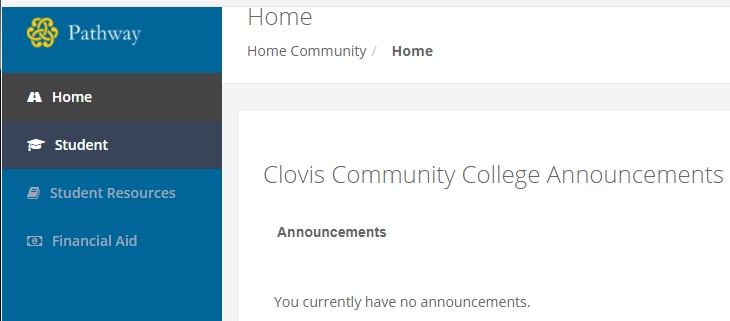 Pathway
Home
Student
Student Resources
Financial Aid
Home
Home Community / Home
Clovis Community College Announcements
Announcements
You currently have no announcements.